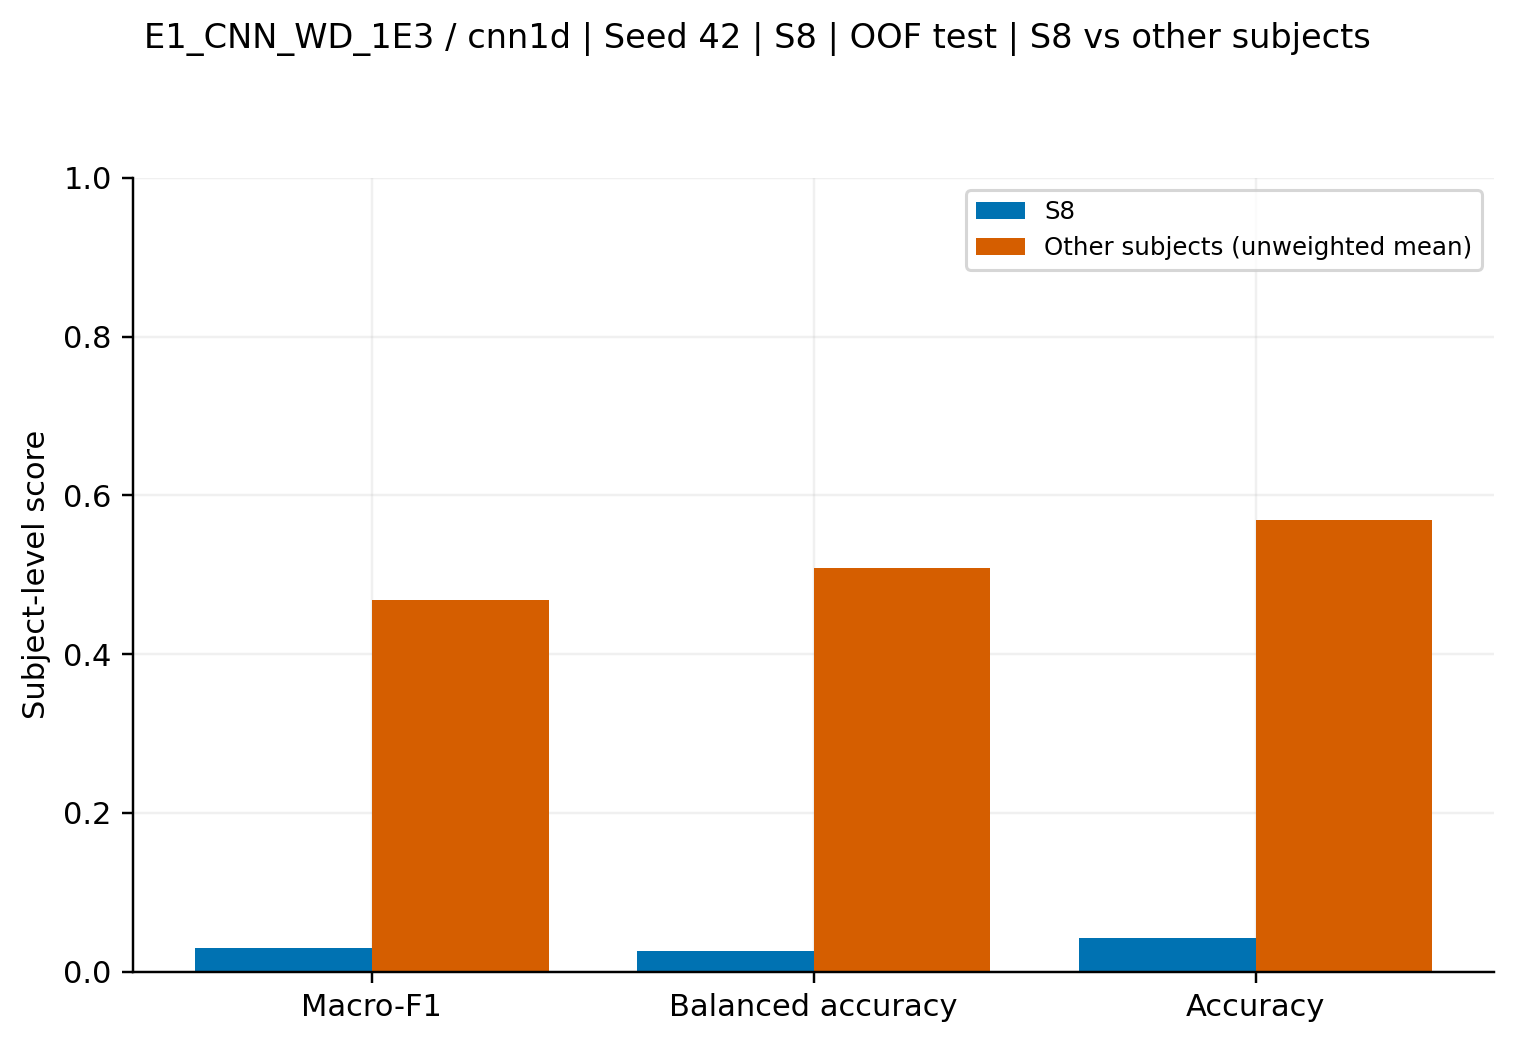 E1_CNN_WD_1E3 / cnn1d | Seed 42 | S8 | OOF test | S8 vs other subjects
S8
Other subjects (unweighted mean)
Subject-level score
1.0
0.8
0.6
0.4
0.2
0.0
Macro-F1
Balanced accuracy
Accuracy